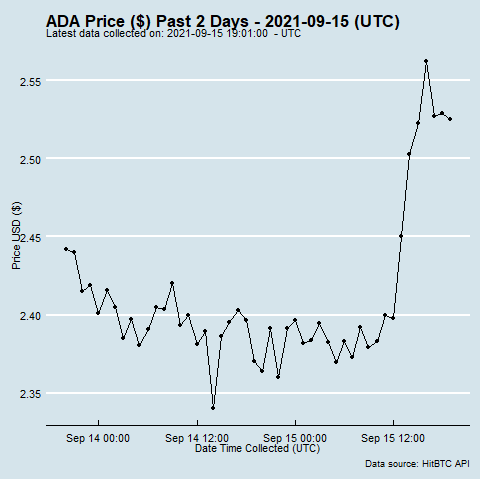 ADA Price ($) Past 2 Days - 2021-09-15 (UTC)
Latest data collected on: 2021-09-15 19:01:00 - UTC
2.55
2.50
2.45
2.40
2.35
Price USD ($)
Sep 14 00:00 Sep 14 12:00 Sep 15 00:00 Sep 15 12:00
Date Time Collected (UTC)
Data source: HitBTC API